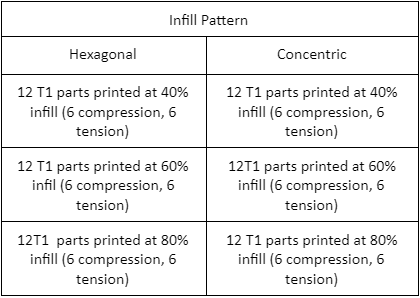 Infill Pattern
Hexagonal
Concentric
12 T1 parts printed at 40%
infill (6 compression, 6
tension)
12 T1 parts printed at 40%
infill (6 compression, 6
tension)
12 T1 parts printed at 60%
infil (6 compression, 6
tension)
12T1 parts printed at 60%
infill (6 compression, 6
tension)
12T1  parts printed at 80%
infill (6 compression, 6
tension)
12 T1 parts printed at 80%
infill (6 compression, 6
tension)